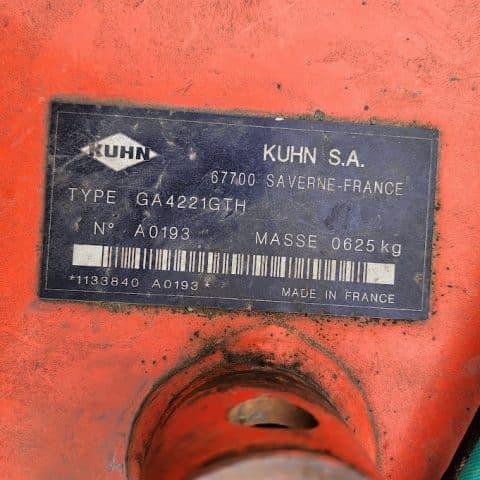 KUHN
KUHN S.A.
67700 SAVERNE-FRANCE
TYPE GA4221GTH
N° A0193 MASSE 0625 kg
*1133840 A0193*
MADE IN FRANCE